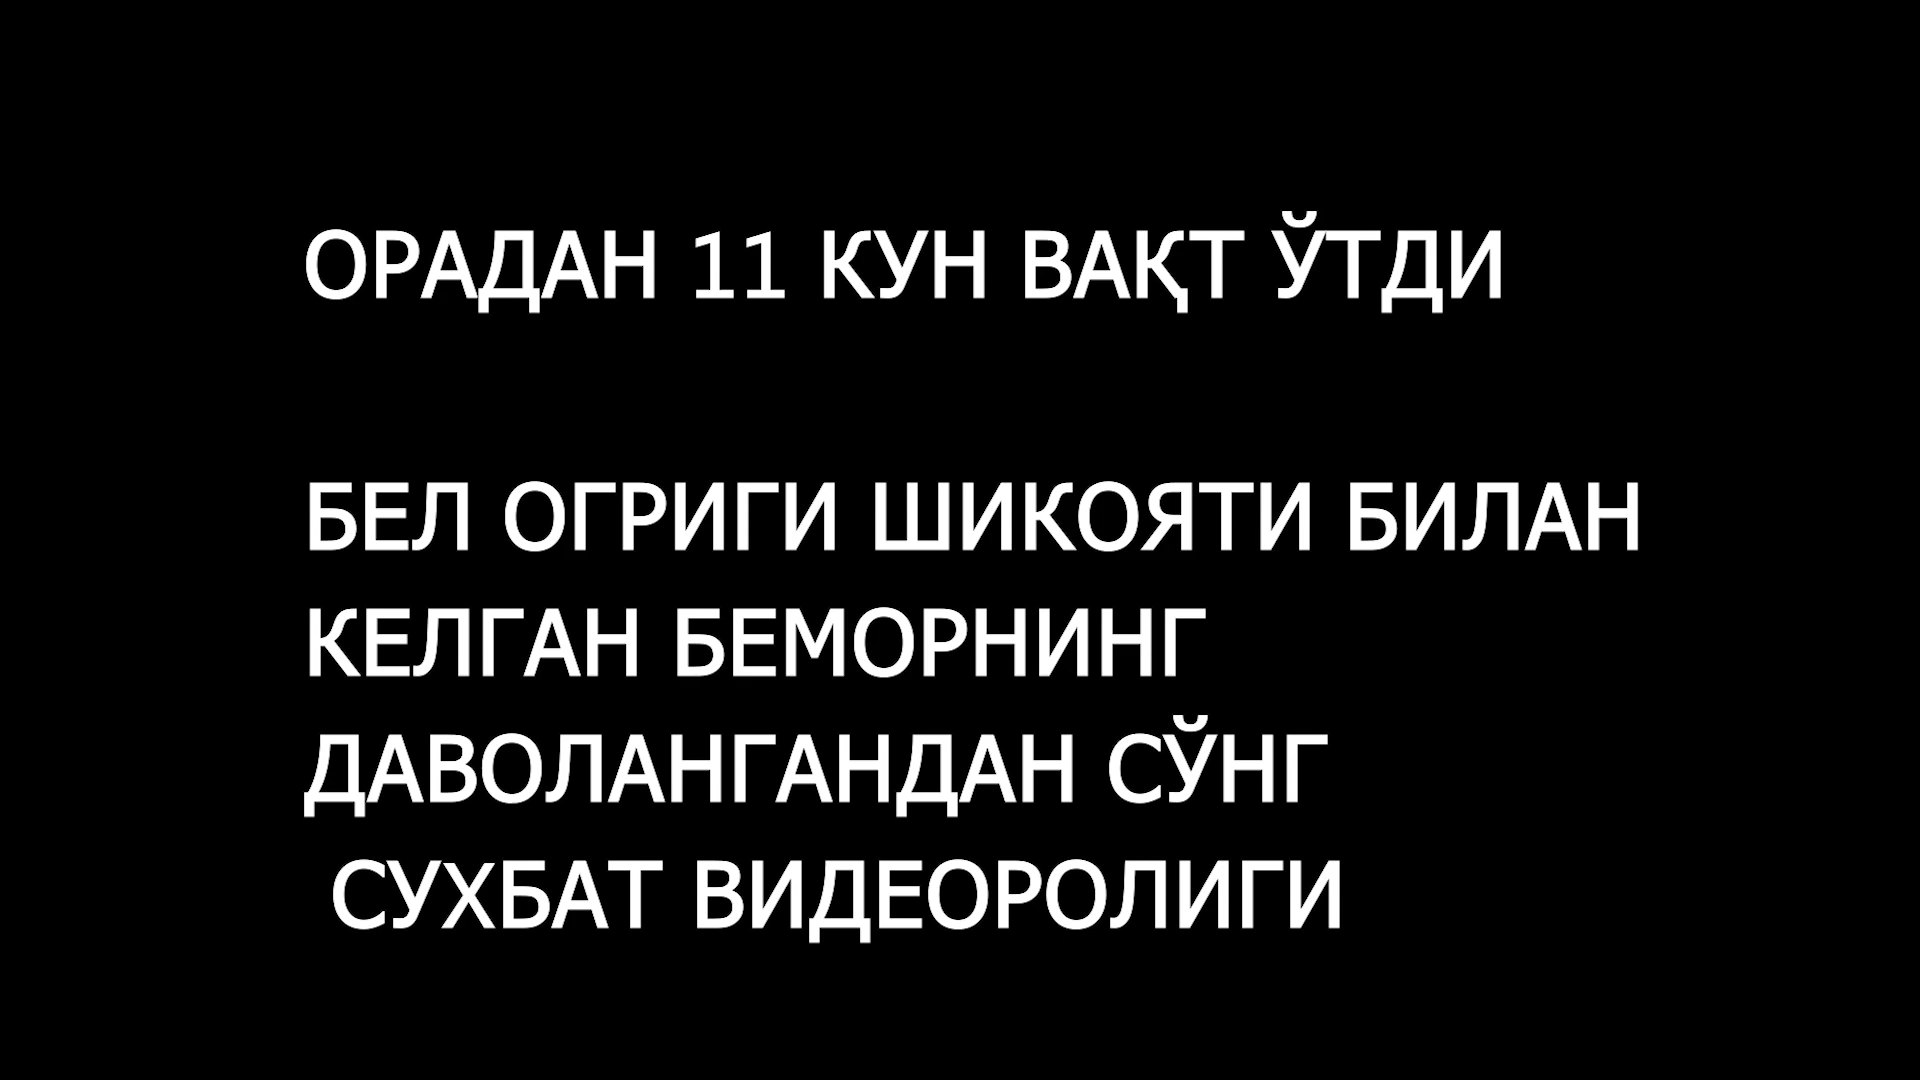 ОРАДАН 11 КУН ВАҚТ ЎТДИ
БЕЛ ОГРИГИ ШИКОЯТИ БИЛАН
КЕЛГАН БЕМОРНИНГ
ДАВОЛАНГАНДАН СЎНГ
СУХБАТ ВИДЕОРОЛИГИ